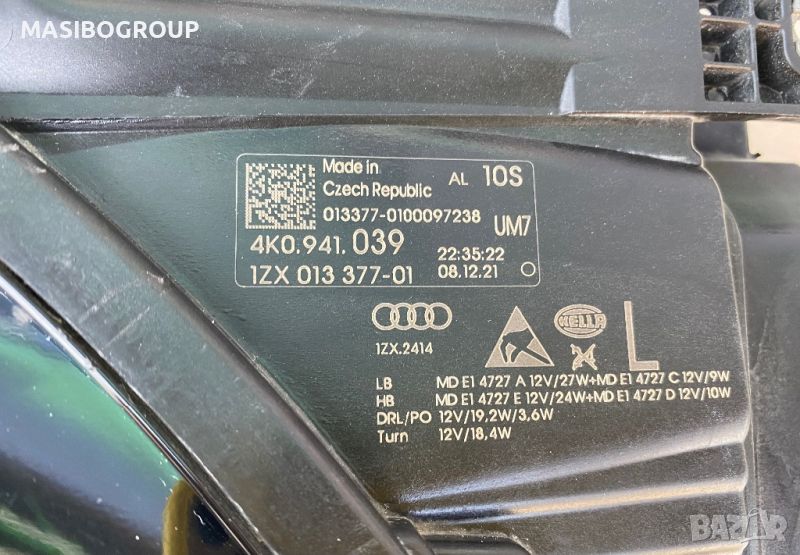 MASIBOGROUP
Made in
Czech Republic AL 10S
013377-0100097238
UM7
4K0.941.039
22:35:22
1ZX 013 377-01 08.12.21
1ZX.2414
HELLA
L
LB MD E1 4727 A 12V/27W+MD E1 4727 C 12V/9W
HB MD E1 4727 E 12V/24W+MD E1 4727 D 12V/10W
DRL/PO 12V/19,2W/3,6W
Turn 12V/18,4W
BAZAR